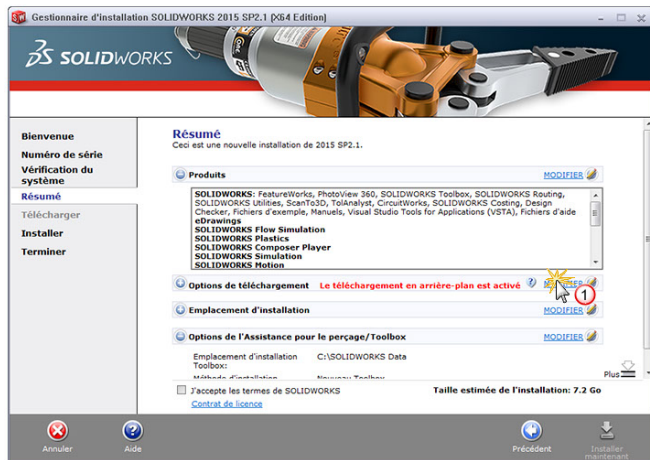 Gestionnaire d'installation SOLIDWORKS 2015 SP2.1 (X64 Edition)
3S SOLIDWORKS
Bienvenue
Numéro de série
Vérification du
système
Résumé
Télécharger
Installer
Terminer
Résumé
Ceci est une nouvelle installation de 2015 SP2.1.
Produits MODIFIER
SOLIDWORKS: FeatureWorks, PhotoView 360, SOLIDWORKS Toolbox, SOLIDWORKS Routing,
SOLIDWORKS Utilities, ScanTo3D, TolAnalyst, CircuitWorks, SOLIDWORKS Costing, Design
Checker, Fichiers d'exemple, Manuels, Visual Studio Tools for Applications (VSTA), Fichiers d'aide
eDrawings
SOLIDWORKS Flow Simulation
SOLIDWORKS Plastics
SOLIDWORKS Composer Player
SOLIDWORKS Simulation
SOLIDWORKS Motion
Options de téléchargement Le téléchargement en arrière-plan est activé ? MODIFIER
1
Emplacement d'installation MODIFIER
Options de l'Assistance pour le perçage/Toolbox MODIFIER
Emplacement d'installation C:\SOLIDWORKS Data
Toolbox:
Méthode d'installation Nouveau Toolbox
Plus
J'accepte les termes de SOLIDWORKS Taille estimée de l'installation: 7.2 Go
Contrat de licence
Annuler Aide Précédent Installer
maintenant